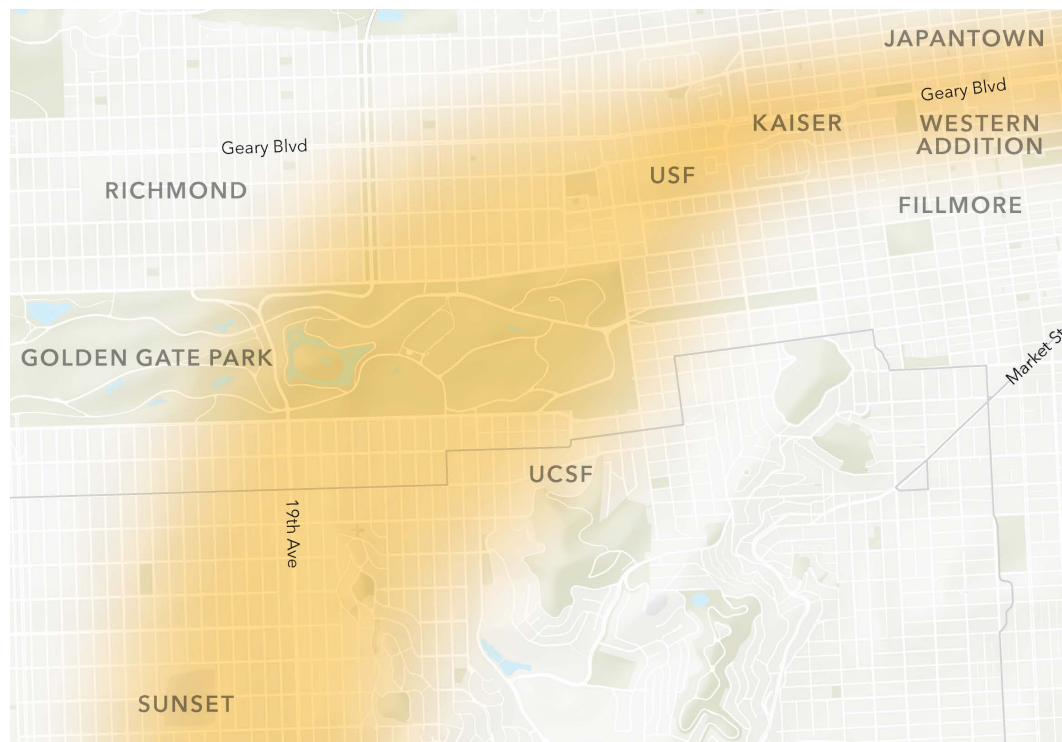 JAPANTOWN
Geary Blvd
KAISER
WESTERN
ADDITION
Geary Blvd
USF
RICHMOND
FILLMORE
GOLDEN GATE PARK
Market St
UCSF
19th Ave
SUNSET